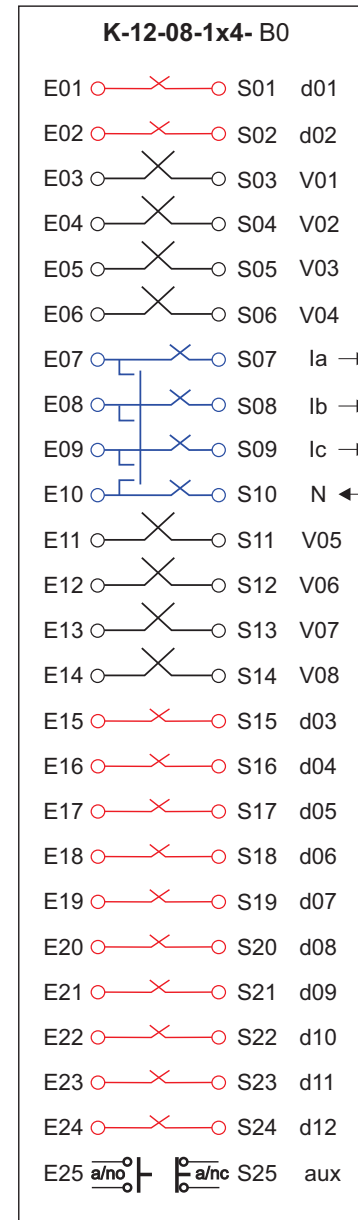 K-12-08-1x4- B0
E01 S01 d01
E02 S02 d02
E03 S03 V01
E04 S04 V02
E05 S05 V03
E06 S06 V04
E07 S07 Ia
E08 S08 Ib
E09 S09 Ic
E10 S10 N
E11 S11 V05
E12 S12 V06
E13 S13 V07
E14 S14 V08
E15 S15 d03
E16 S16 d04
E17 S17 d05
E18 S18 d06
E19 S19 d07
E20 S20 d08
E21 S21 d09
E22 S22 d10
E23 S23 d11
E24 S24 d12
E25 a/no a/nc S25 aux